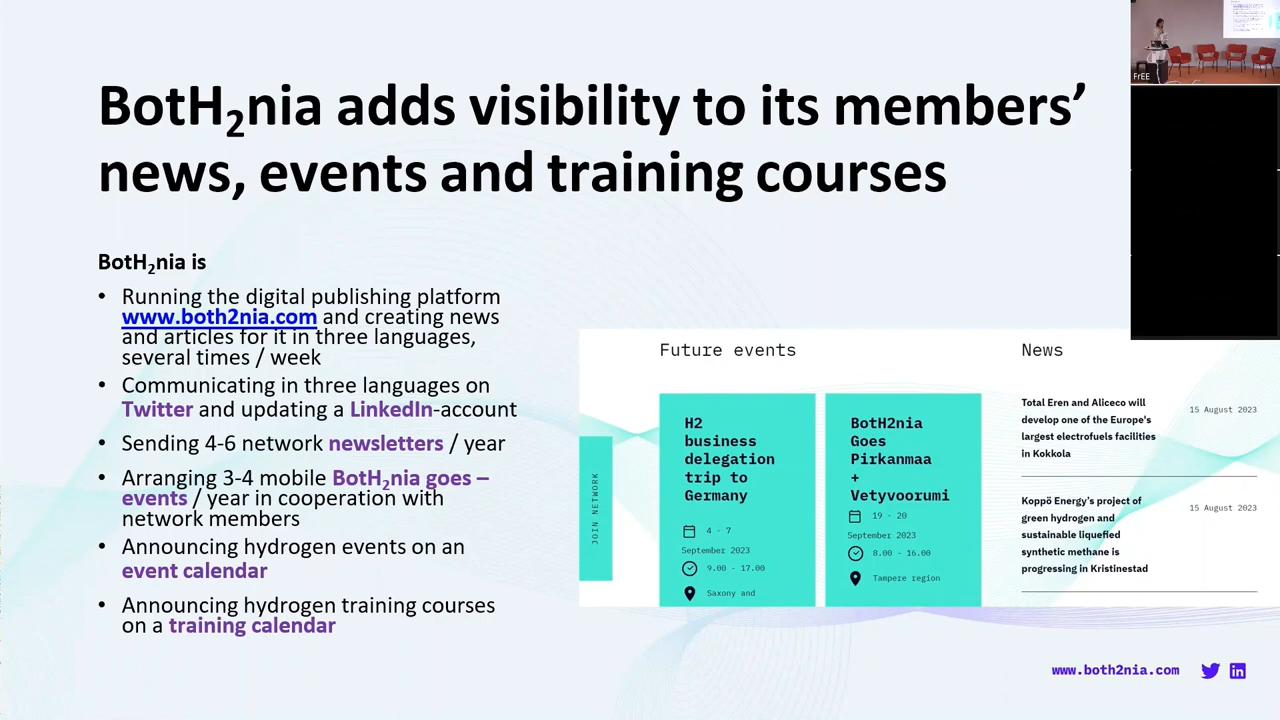 BotH₂nia adds visibility to its members’
news, events and training courses
FrEE
BotH₂nia is
• Running the digital publishing platform
www.both2nia.com and creating news
and articles for it in three languages,
several times / week
• Communicating in three languages on
Twitter and updating a LinkedIn-account
• Sending 4-6 network newsletters / year
• Arranging 3-4 mobile BotH₂nia goes –
events / year in cooperation with
network members
• Announcing hydrogen events on an
event calendar
• Announcing hydrogen training courses
on a training calendar
JOIN NETWORK
Future events
H2
business
delegation
trip to
Germany
4 - 7
September 2023
9.00 - 17.00
Saxony and
BotH2nia
Goes
Pirkanmaa
+
Vetyvoorumi
19 - 20
September 2023
8.00 - 16.00
Tampere region
News
Total Eren and Aliceco will
develop one of the Europe's
largest electrofuels facilities
in Kokkola
15 August 2023
Koppö Energy's project of
green hydrogen and
sustainable liquefied
synthetic methane is
progressing in Kristinestad
15 August 2023
www.both2nia.com